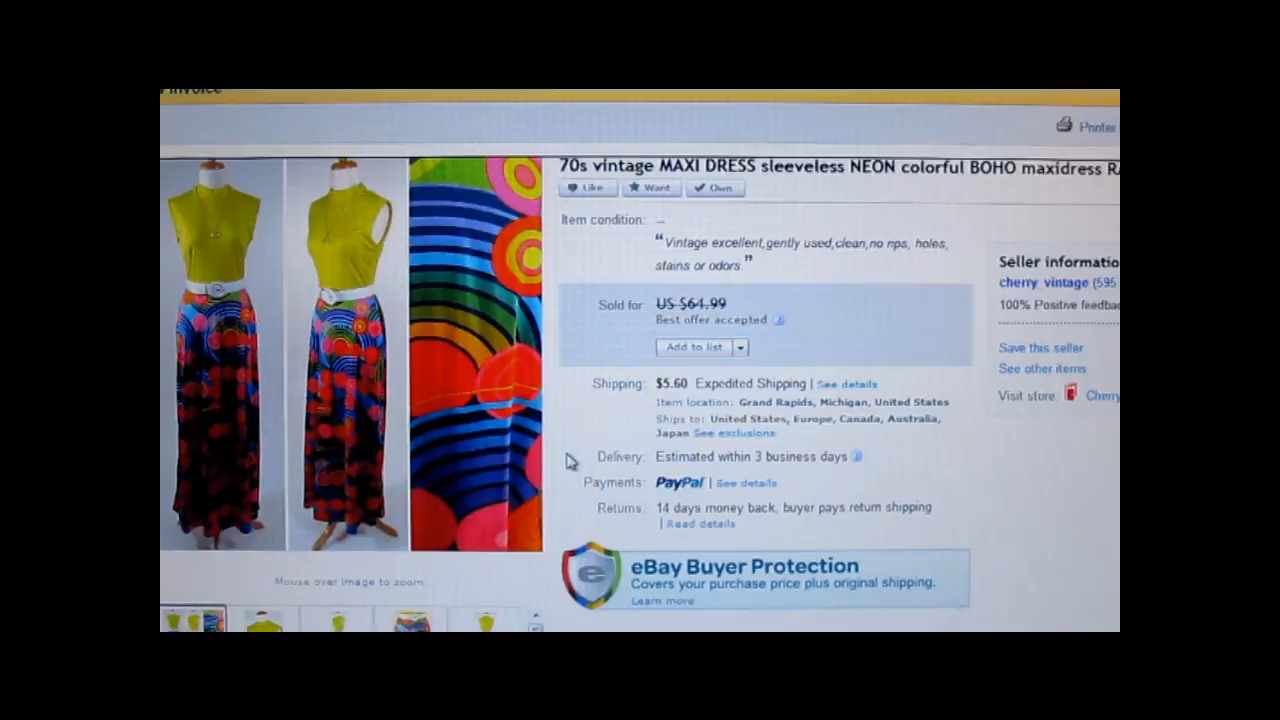 Invoice
Printer
70s vintage MAXI DRESS sleeveless NEON colorful BOHO maxidress
Like Want Own
Item condition: --
“Vintage excellent,gently used,clean,no rips, holes,
stains or odors.”
Sold for: US $64.99
Best offer accepted
Add to list
Shipping: $5.60 Expedited Shipping | See details
Item location: Grand Rapids, Michigan, United States
Ships to: United States, Europe, Canada, Australia,
Japan See exclusions
Delivery: Estimated within 3 business days
Payments: PayPal | See details
Returns: 14 days money back, buyer pays return shipping
| Read details
e eBay Buyer Protection
Covers your purchase price plus original shipping.
Learn more
Seller informatio
cherry_vintage (595
100% Positive feedba
Save this seller
See other items
Visit store: Cherry
Mouse over image to zoom